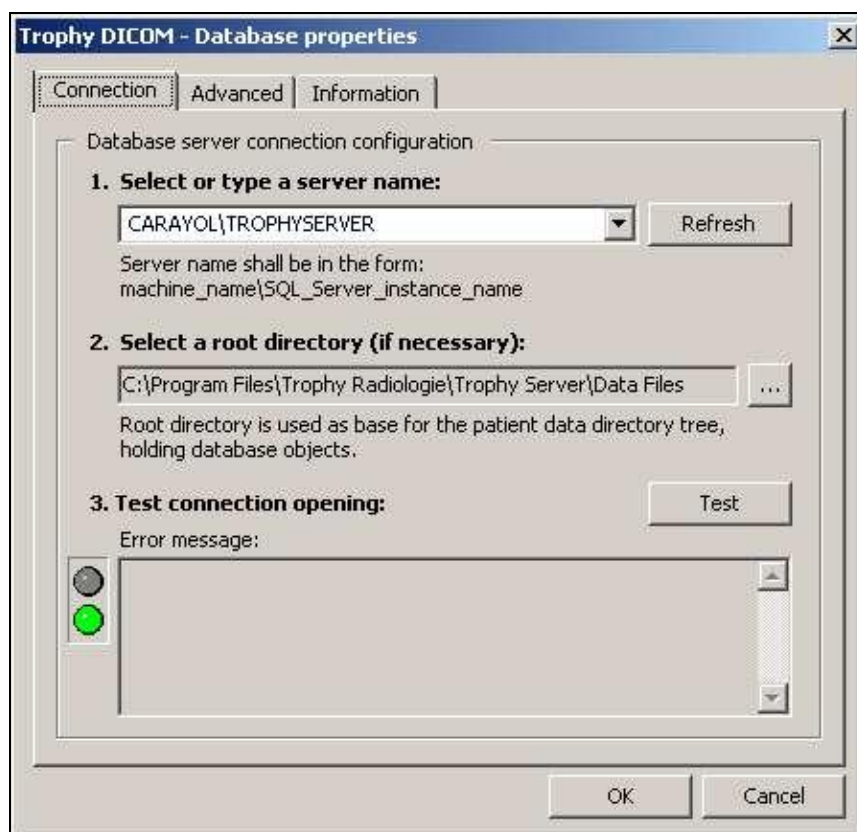 Trophy DICOM - Database properties
Connection Advanced Information
Database server connection configuration
1. Select or type a server name:
CARAYOL\TROPHYSERVER Refresh
Server name shall be in the form:
machine_name\SQL_Server_instance_name
2. Select a root directory (if necessary):
C:\Program Files\Trophy Radiologie\Trophy Server\Data Files ...
Root directory is used as base for the patient data directory tree,
holding database objects.
3. Test connection opening: Test
Error message:
OK Cancel